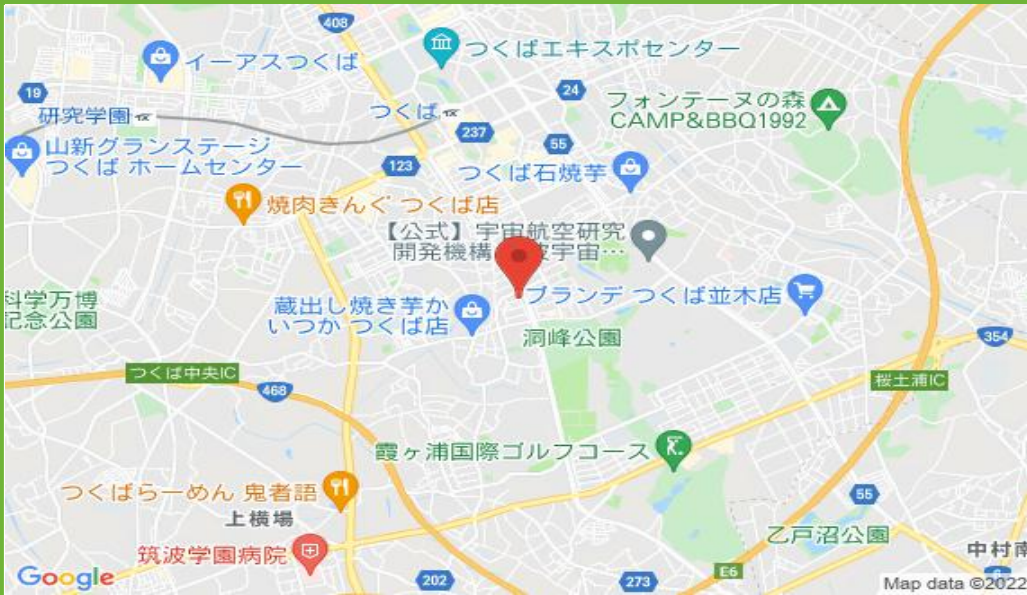 408
つくばエキスポセンター
イーアスつくば
19
24
研究学園
つくば
フォンテーヌの森
CAMP&BBQ1992
237
55
山新グランステージ
つくば ホームセンター
123
つくば石焼芋
焼肉きんぐ つくば店
【公式】宇宙航空研究
開発機構
波宇宙…
科学万博
記念公園
蔵出し焼き芋か
いつか つくば店
ブランデ つくば並木店
洞峰公園
354
つくば中央IC
468
桜土浦IC
霞ヶ浦国際ゴルフコース
つくばらーめん 鬼者語
55
上横場
乙戸沼公園
筑波学園病院
中村南
6
Google
202
273
E6
Map data ©2022